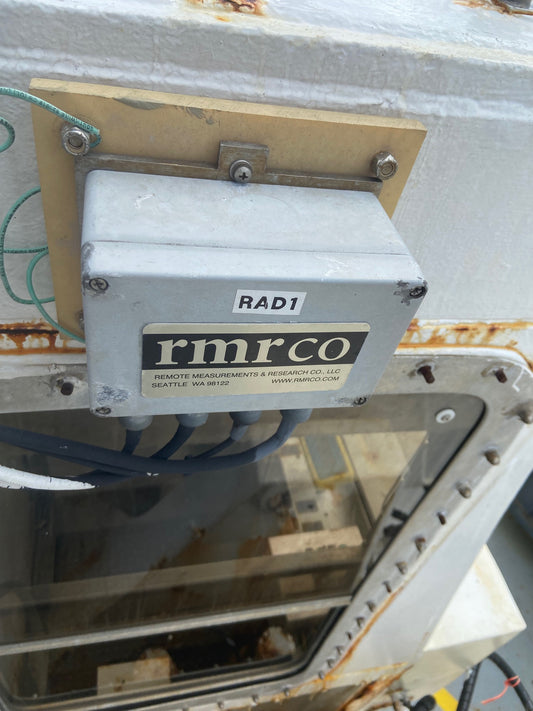 RAD1
rmrco
REMOTE MEASUREMENTS & RESEARCH CO., LLC
SEATTLE WA 98122 WWW.RMRCO.COM